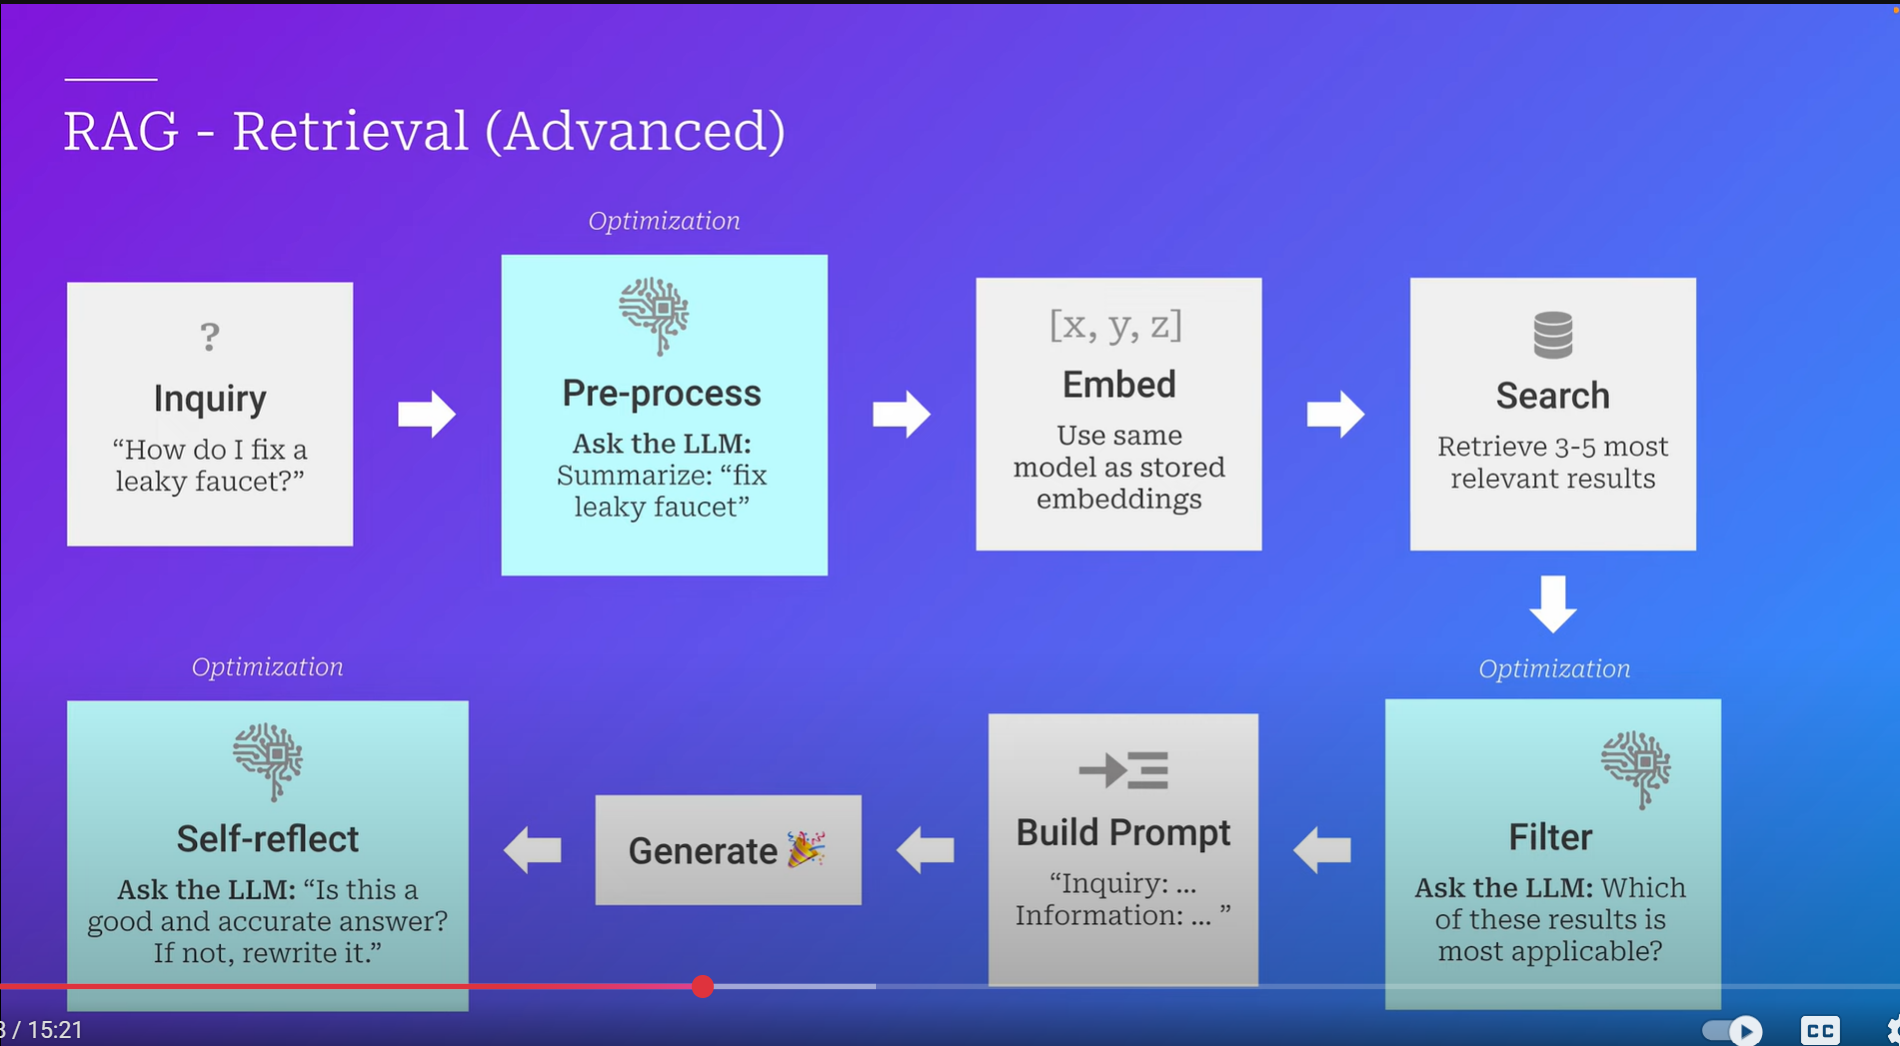 RAG - Retrieval (Advanced)
Optimization
?
Inquiry
“How do I fix a
leaky faucet?”
Pre-process
Ask the LLM:
Summarize: “fix
leaky faucet”
[x, y, z]
Embed
Use same
model as stored
embeddings
Search
Retrieve 3-5 most
relevant results
Optimization
Filter
Ask the LLM: Which
of these results is
most applicable?
Build Prompt
“Inquiry: ...
Information: ... ”
Generate 🎉
Optimization
Self-reflect
Ask the LLM: “Is this a
good and accurate answer?
If not, rewrite it.”
/ 15:21
CC